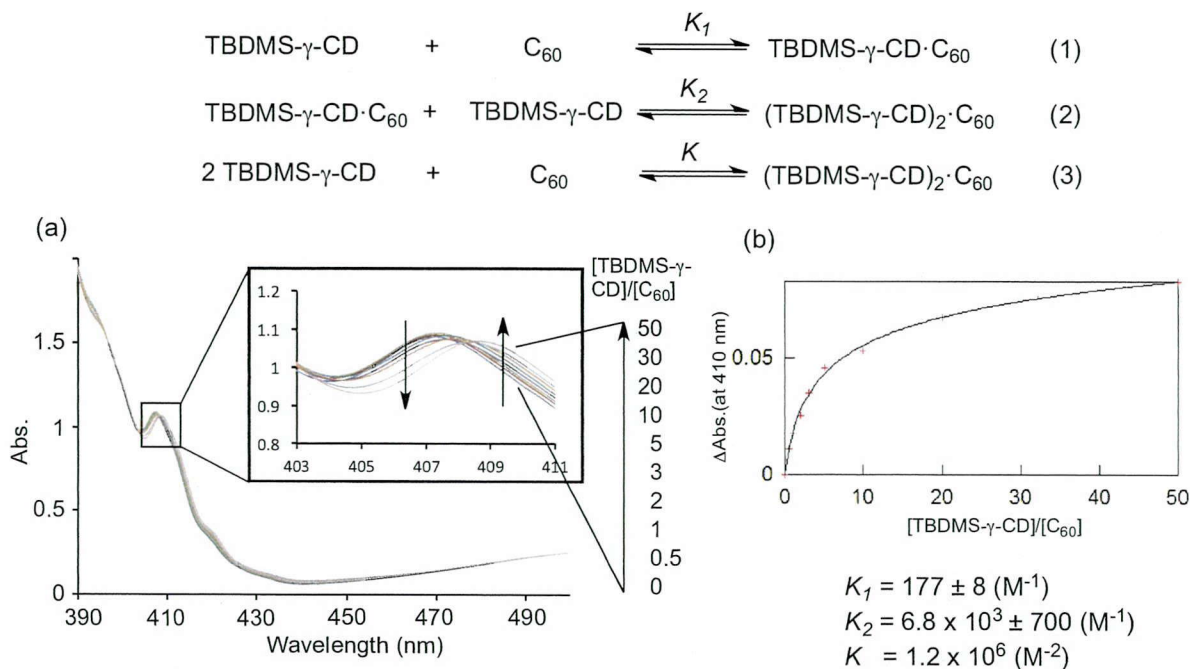 K₁
TBDMS-γ-CD + C₆₀ TBDMS-γ-CD·C₆₀ (1)
K₂
TBDMS-γ-CD·C₆₀ + TBDMS-γ-CD (TBDMS-γ-CD)₂·C₆₀ (2)
K
2 TBDMS-γ-CD + C₆₀ (TBDMS-γ-CD)₂·C₆₀ (3)
(a)
Abs.
2
1.5
1
0.5
0
390 410 430 450 470 490
Wavelength (nm)
1.2
1.1
1
0.9
0.8
403 405 407 409 411
[TBDMS-γ-
CD]/[C₆₀]
50
30
20
10
5
3
2
1
0.5
0
(b)
ΔAbs.(at 410 nm)
0.05
0
0 10 20 30 40 50
[TBDMS-γ-CD]/[C₆₀]
K₁ = 177 ± 8 (M⁻¹)
K₂ = 6.8 x 10³ ± 700 (M⁻¹)
K = 1.2 x 10⁶ (M⁻²)